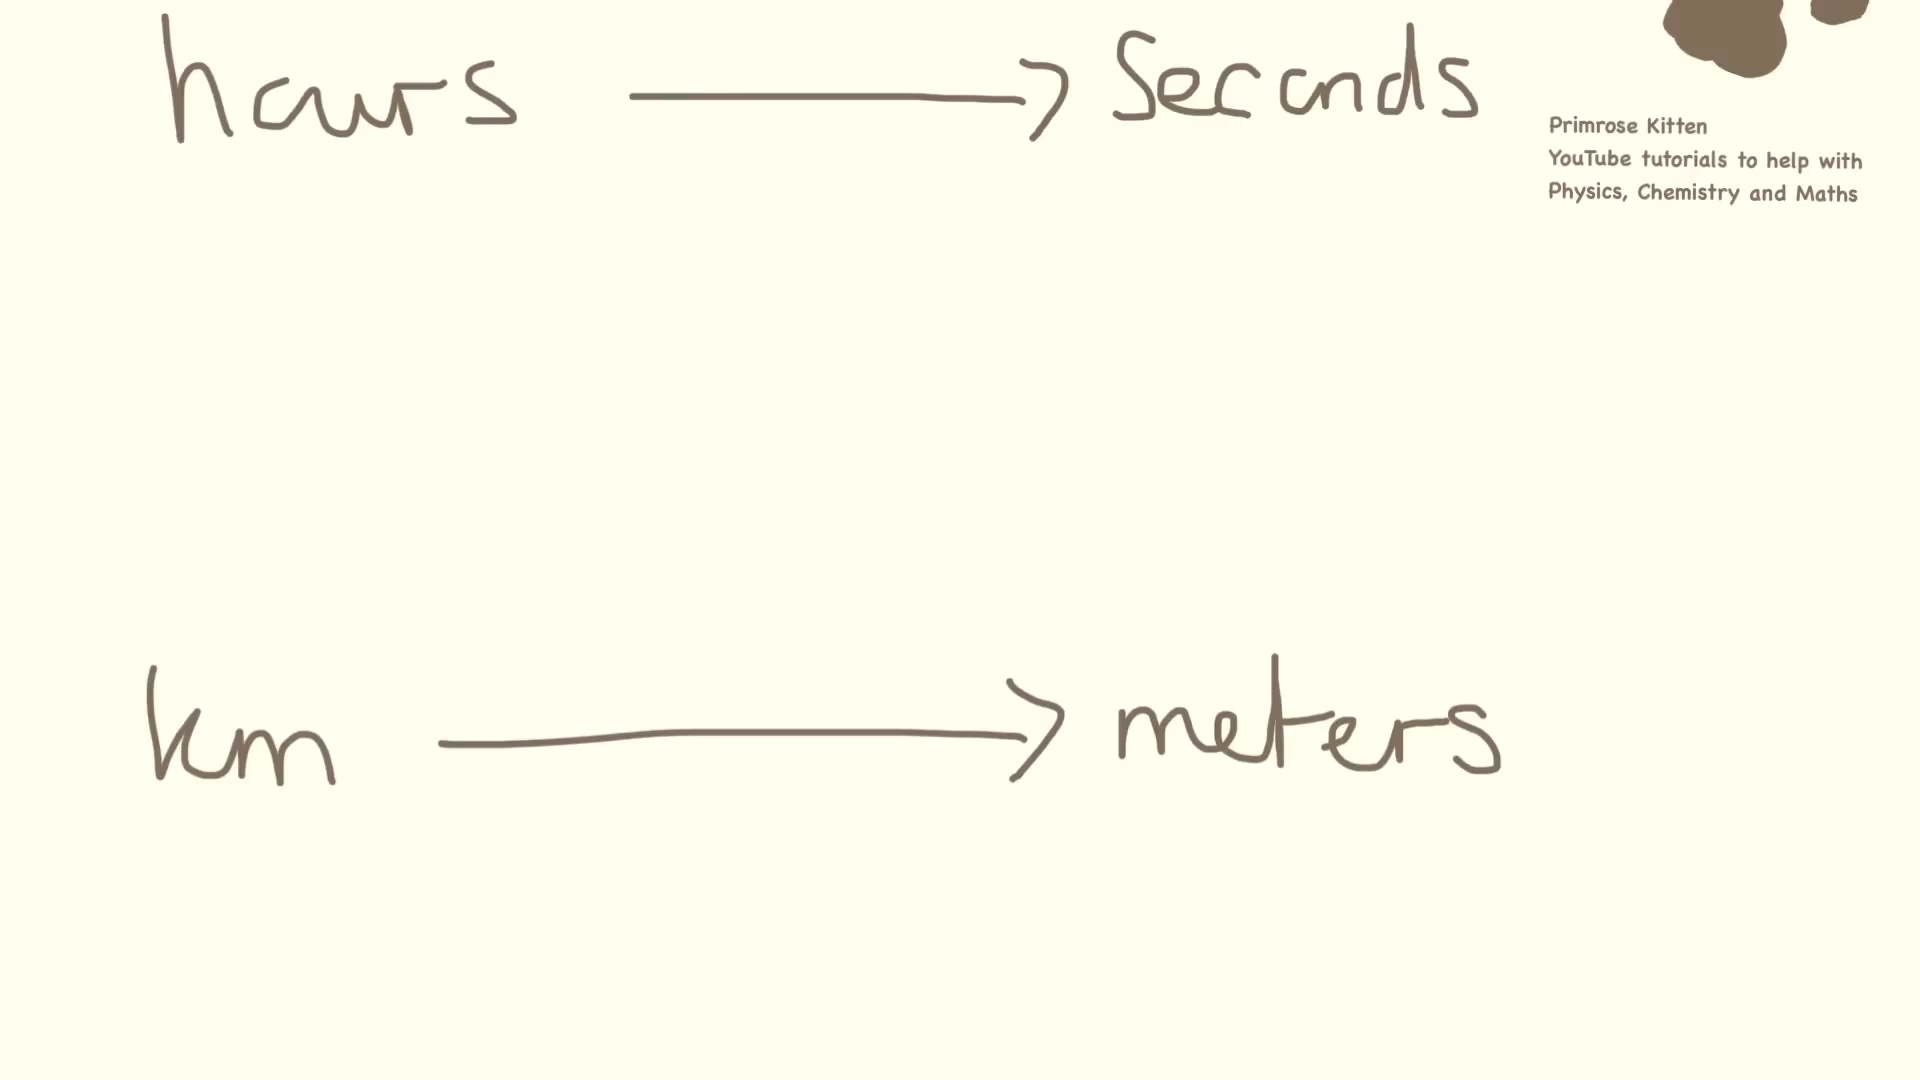 hours → Seconds
Primrose Kitten
YouTube tutorials to help with
Physics, Chemistry and Maths
km → meters